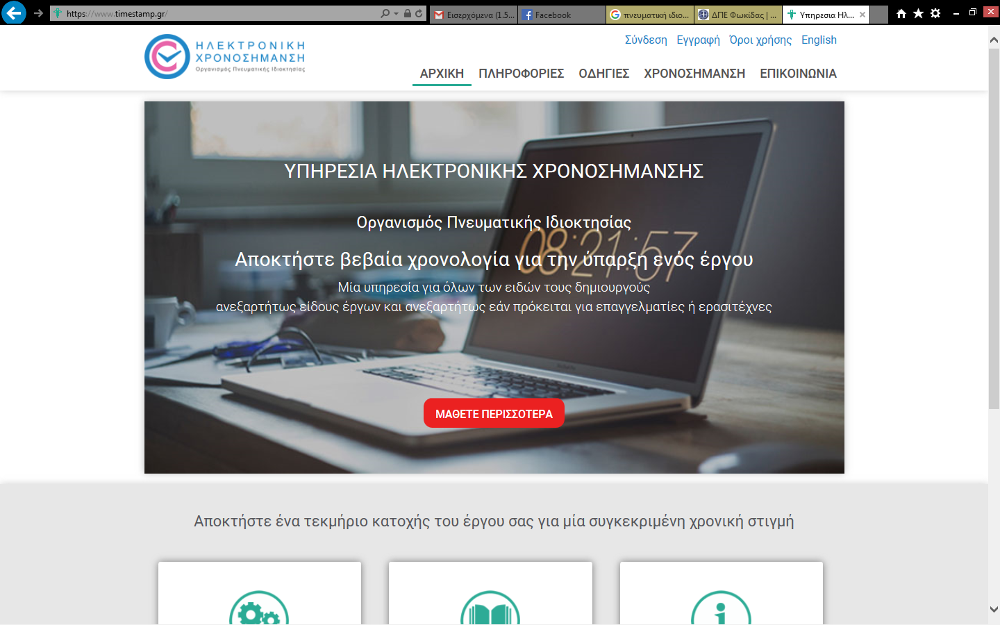 https://www.timestamp.gr/
Εισερχόμενα (1.5...
Facebook
πνευματική ιδιο...
ΔΠΕ Φωκίδας | ...
Υπηρεσια Ηλ...
ΗΛΕΚΤΡΟΝΙΚΗ
ΧΡΟΝΟΣΗΜΑΝΣΗ
Οργανισμός Πνευματικής Ιδιοκτησίας
Σύνδεση Εγγραφή Όροι χρήσης English
ΑΡΧΙΚΗ ΠΛΗΡΟΦΟΡΙΕΣ ΟΔΗΓΙΕΣ ΧΡΟΝΟΣΗΜΑΝΣΗ ΕΠΙΚΟΙΝΩΝΙΑ
ΥΠΗΡΕΣΙΑ ΗΛΕΚΤΡΟΝΙΚΗΣ ΧΡΟΝΟΣΗΜΑΝΣΗΣ
Οργανισμός Πνευματικής Ιδιοκτησίας
08:21:57
Αποκτήστε βεβαία χρονολογία για την ύπαρξη ενός έργου
Μία υπηρεσία για όλων των ειδών τους δημιουργούς
ανεξαρτήτως είδους έργων και ανεξαρτήτως εάν πρόκειται για επαγγελματίες ή ερασιτέχνες
ΜΑΘΕΤΕ ΠΕΡΙΣΣΟΤΕΡΑ
Αποκτήστε ένα τεκμήριο κατοχής του έργου σας για μία συγκεκριμένη χρονική στιγμή